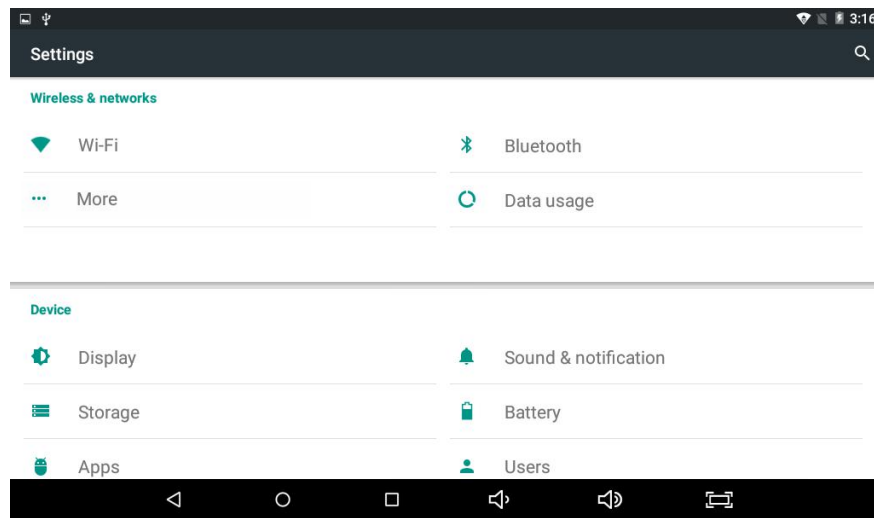 3:16
Settings
Wireless & networks
Wi-Fi
Bluetooth
More
Data usage
Device
Display
Sound & notification
Storage
Battery
Apps
Users